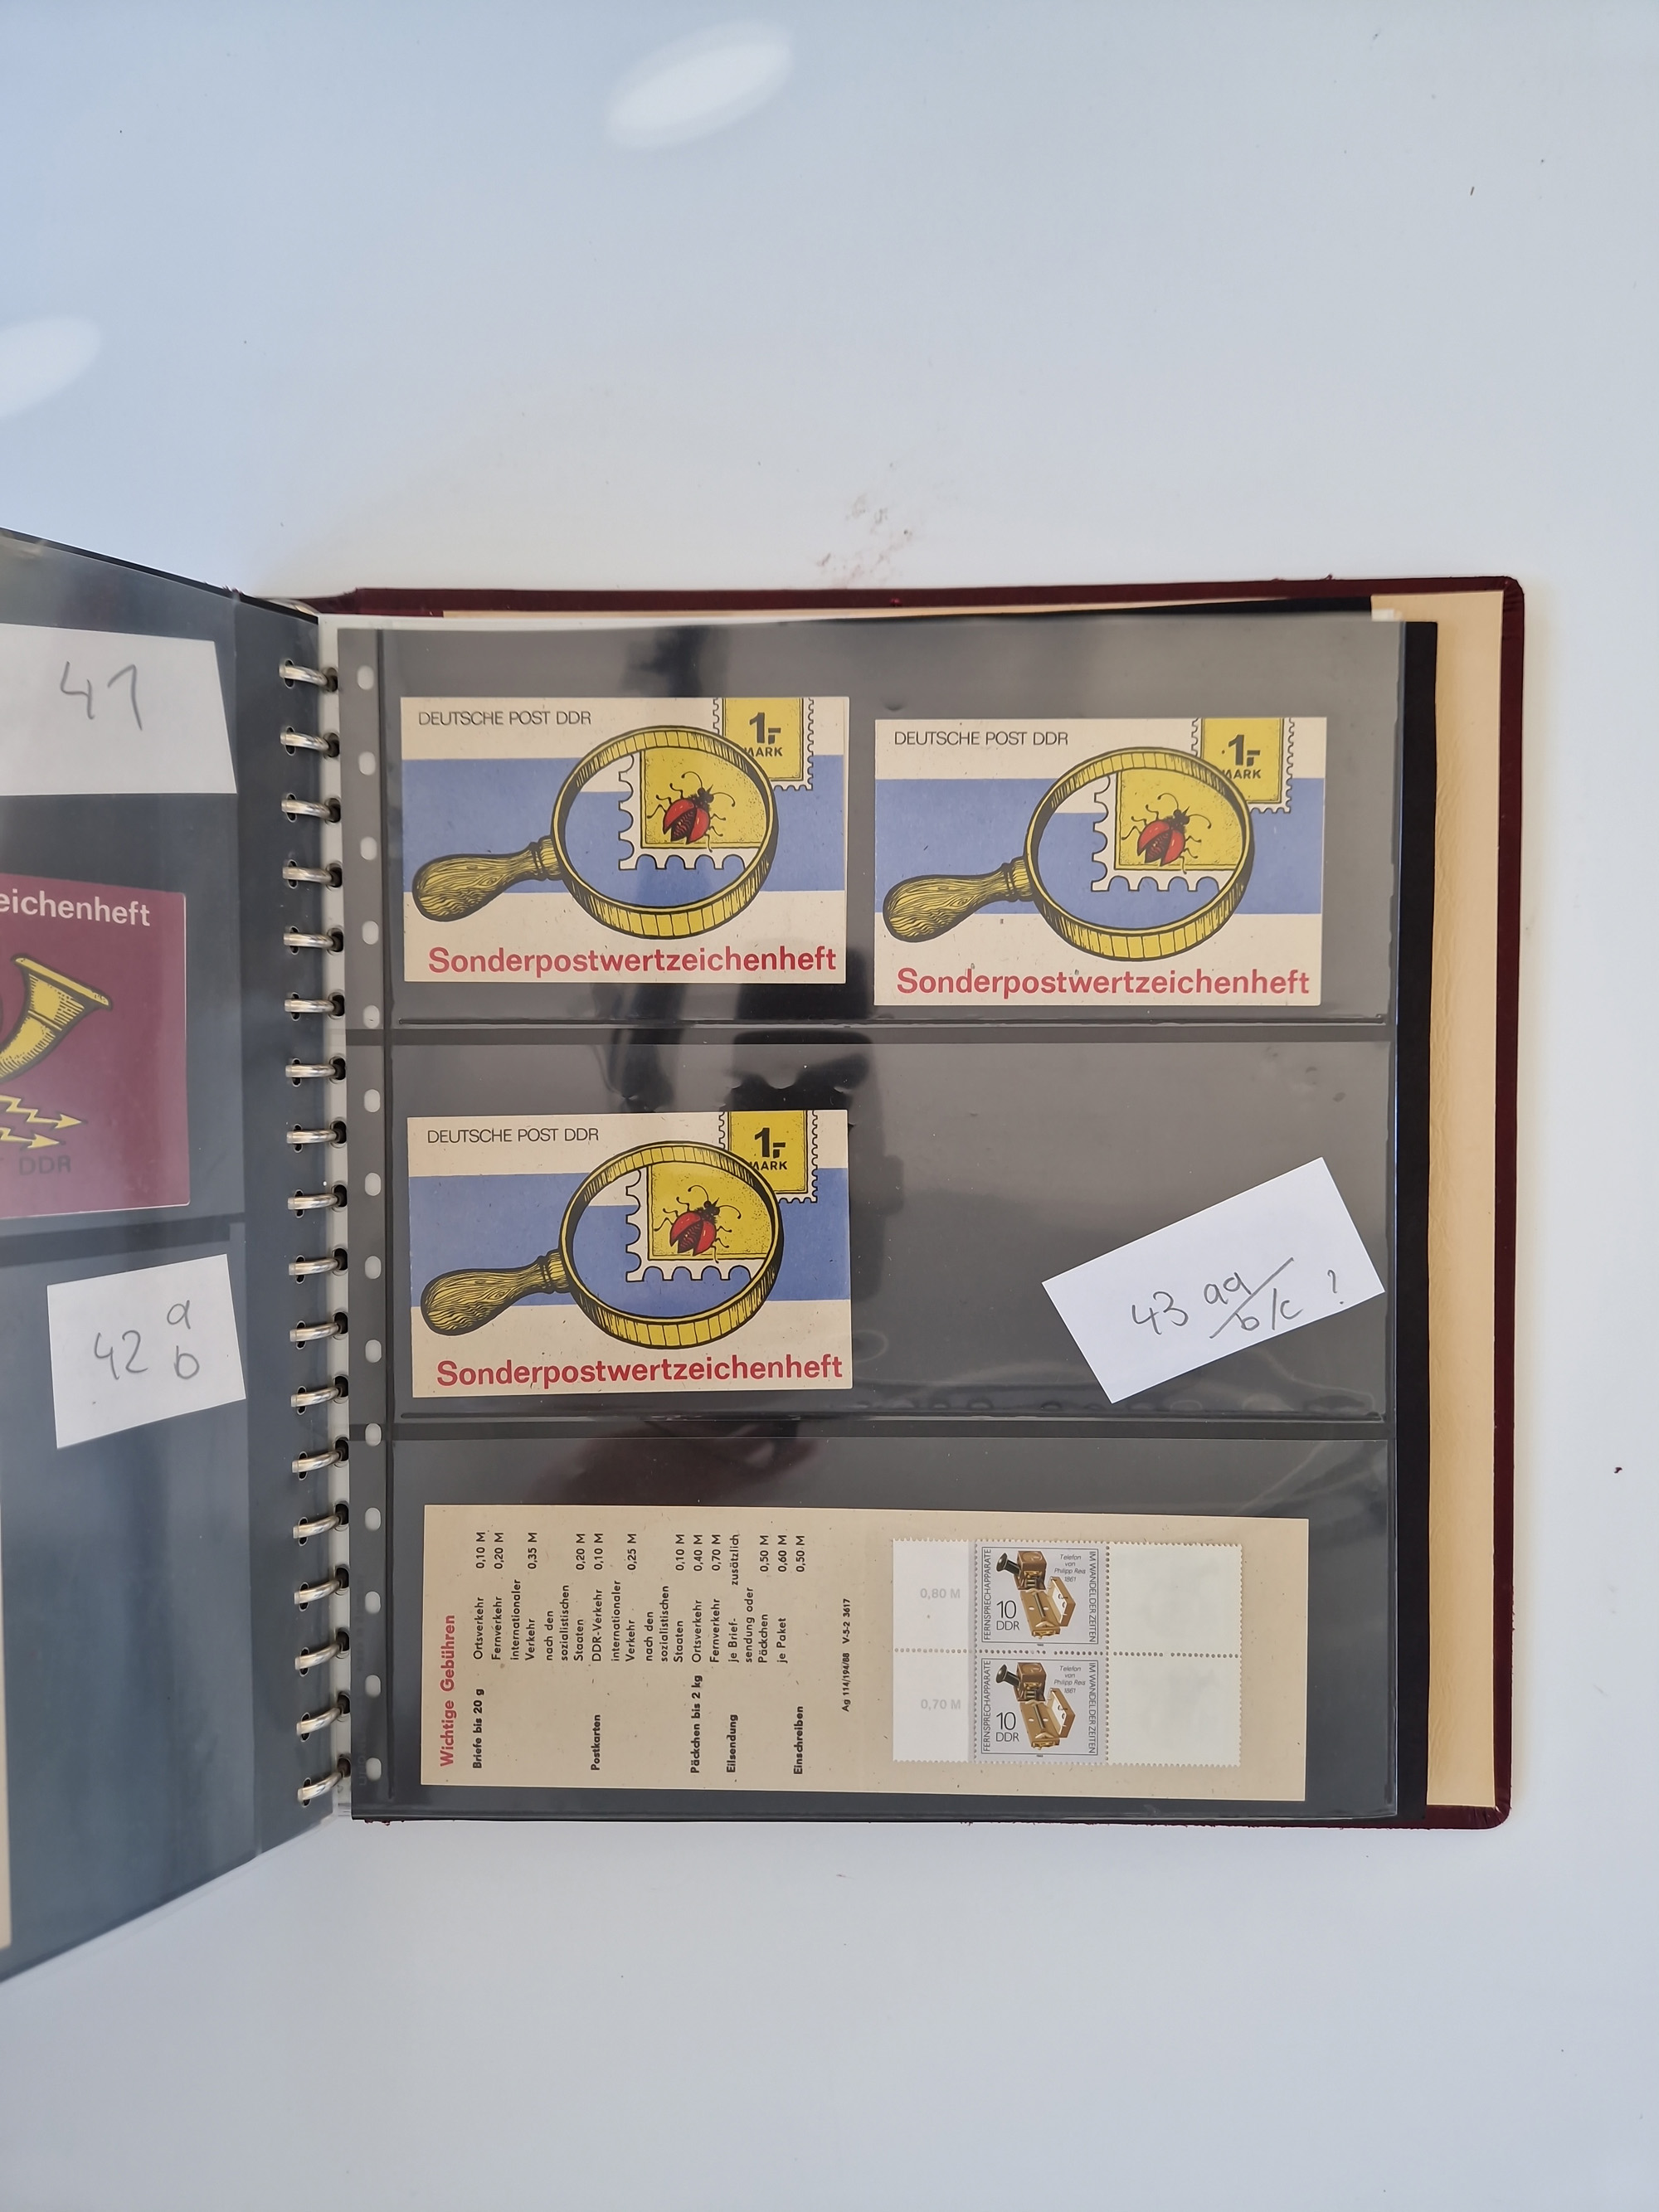 41
eichenheft
DDR
42 a
b
DEUTSCHE POST DDR
1,-
MARK
Sonderpostwertzeichenheft
DEUTSCHE POST DDR
1,-
MARK
Sonderpostwertzeichenheft
DEUTSCHE POST DDR
1,-
MARK
Sonderpostwertzeichenheft
43 aa/b/c ?
Wichtige Gebühren
Briefe bis 20 g Ortsverkehr 0,10 M
Fernverkehr 0,20 M
internationaler
Verkehr 0,35 M
nach den
sozialistischen
Staaten 0,20 M
Postkarten DDR-Verkehr 0,10 M
internationaler
Verkehr 0,25 M
nach den
sozialistischen
Staaten 0,10 M
Päckchen bis 2 kg Ortsverkehr 0,40 M
Fernverkehr 0,70 M
Eilsendung je Brief- zusätzlich
sendung oder
Päckchen 0,50 M
je Paket 0,60 M
Einschreiben 0,50 M
Ag 114/194/88 V-5-2 3617
0,70 M
0,80 M
FERNSPRECHAPPARATE
10
DDR
Telefon
von
Philipp Reis
1861
IM WANDEL DER ZEITEN
FERNSPRECHAPPARATE
10
DDR
Telefon
von
Philipp Reis
1861
IM WANDEL DER ZEITEN